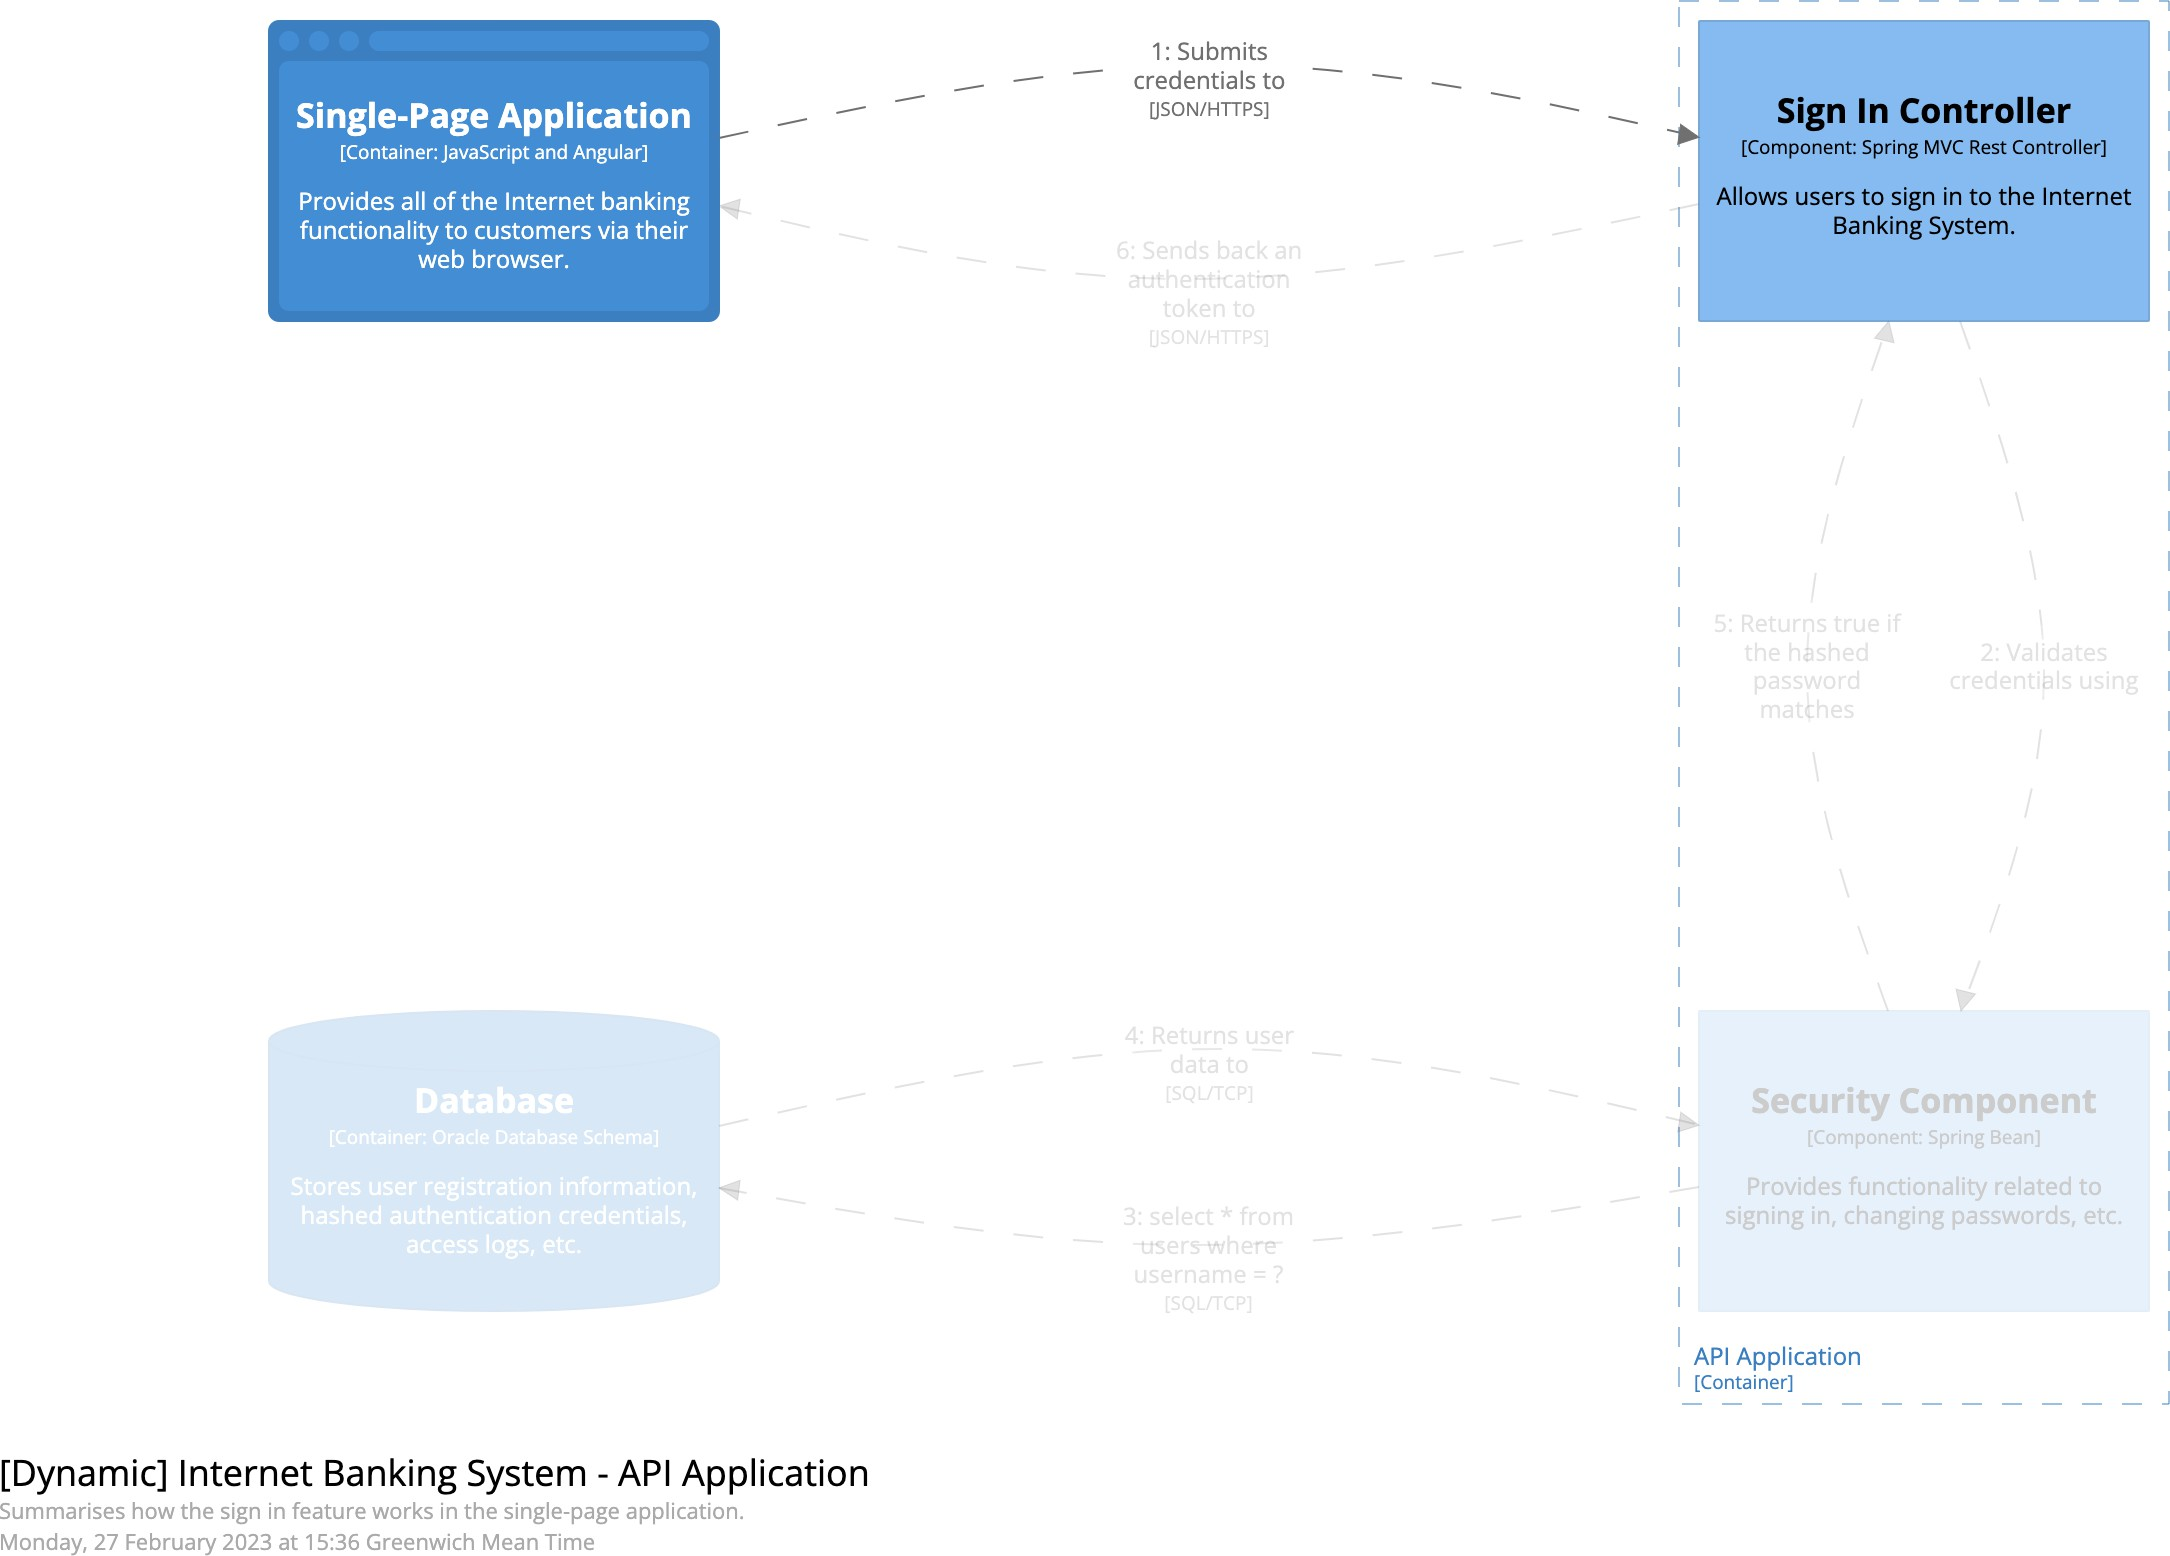 Single-Page Application
[Container: JavaScript and Angular]
Provides all of the Internet banking
functionality to customers via their
web browser.
1: Submits
credentials to
[JSON/HTTPS]
Sign In Controller
[Component: Spring MVC Rest Controller]
Allows users to sign in to the Internet
Banking System.
6: Sends back an
authentication
token to
[JSON/HTTPS]
5: Returns true if
the hashed
password
matches
2: Validates
credentials using
Database
[Container: Oracle Database Schema]
Stores user registration information,
hashed authentication credentials,
access logs, etc.
4: Returns user
data to
[SQL/TCP]
3: select * from
users where
username = ?
[SQL/TCP]
Security Component
[Component: Spring Bean]
Provides functionality related to
signing in, changing passwords, etc.
API Application
[Container]
[Dynamic] Internet Banking System - API Application
Summarises how the sign in feature works in the single-page application.
Monday, 27 February 2023 at 15:36 Greenwich Mean Time